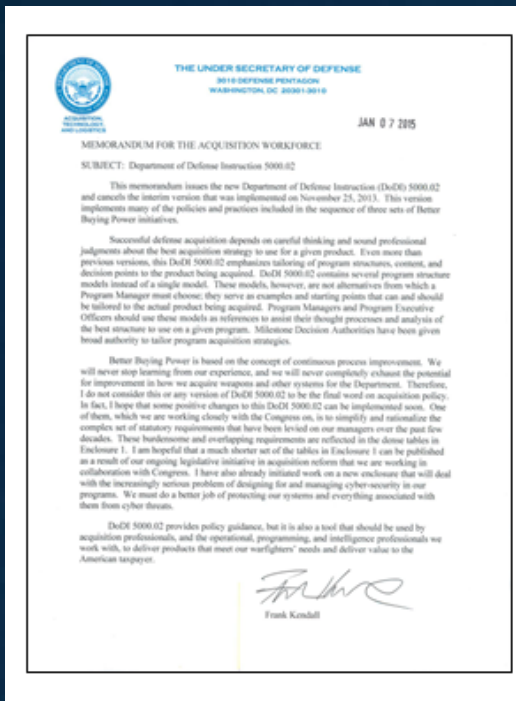 THE UNDER SECRETARY OF DEFENSE
3010 DEFENSE PENTAGON
WASHINGTON, DC 20301-3010
ACQUISITION,
TECHNOLOGY,
AND LOGISTICS
JAN 07 2015
MEMORANDUM FOR THE ACQUISITION WORKFORCE
SUBJECT: Department of Defense Instruction 5000.02
This memorandum issues the new Department of Defense Instruction (DoDI) 5000.02
and cancels the interim version that was implemented on November 25, 2013. This version
implements many of the policies and practices included in the sequence of three sets of Better
Buying Power initiatives.
Successful defense acquisition depends on careful thinking and sound professional
judgments about the best acquisition strategy to use for a given product. Even more than
previous versions, this DoDI 5000.02 emphasizes tailoring of program structures, content, and
decision points to the product being acquired. DoDI 5000.02 contains several program structure
models instead of a single model. These models, however, are not alternatives from which a
Program Manager must choose; they serve as examples and starting points that can and should
be tailored to the actual product being acquired. Program Managers and Program Executive
Officers should use these models as references to assist their thought processes and analysis of
the best structure to use on a given program. Milestone Decision Authorities have been given
broad authority to tailor program acquisition strategies.
Better Buying Power is based on the concept of continuous process improvement. We
will never stop learning from our experience, and we will never completely exhaust the potential
for improvement in how we acquire weapons and other systems for the Department. Therefore,
I do not consider this or any version of DoDI 5000.02 to be the final word on acquisition policy.
In fact, I hope that some positive changes to this DoDI 5000.02 can be implemented soon. One
of them, which we are working closely with the Congress on, is to simplify and rationalize the
complex set of statutory requirements that have been levied on our managers over the past few
decades. These burdensome and overlapping requirements are reflected in the dense tables in
Enclosure 1. I am hopeful that a much shorter set of the tables in Enclosure 1 can be published
as a result of our ongoing legislative initiative in acquisition reform that we are working in
collaboration with Congress. I have also already initiated work on a new enclosure that will deal
with the increasingly serious problem of designing for and managing cyber-security in our
programs. We must do a better job of protecting our systems and everything associated with
them from cyber threats.
DoDI 5000.02 provides policy guidance, but it is also a tool that should be used by
acquisition professionals, and the operational, programming, and intelligence professionals we
work with, to deliver products that meet our warfighters' needs and deliver value to the
American taxpayer.
Frank Kendall